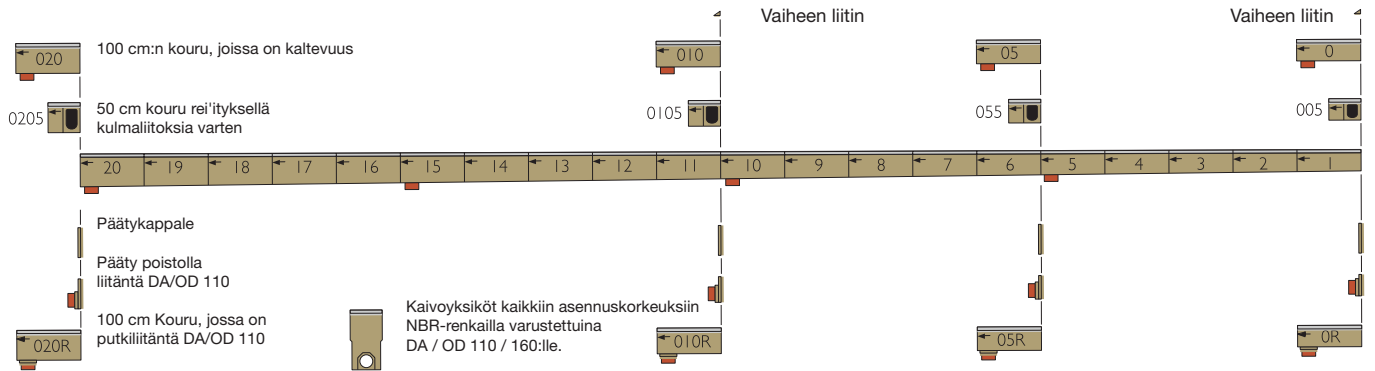 Vaiheen liitin
Vaiheen liitin
020
100 cm:n kouru, joissa on kaltevuus
010
05
0
0205
50 cm kouru rei'ityksellä
kulmaliitoksia varten
0105
055
005
20 19 18 17 16 15 14 13 12 11 10 9 8 7 6 5 4 3 2 1
Päätykappale
Pääty poistolla
liitäntä DA/OD 110
100 cm Kouru, jossa on
putkiliitäntä DA/OD 110
020R
Kaivoyksiköt kaikkiin asennuskorkeuksiin
NBR-renkailla varustettuina
DA / OD 110 / 160:lle.
010R
05R
0R